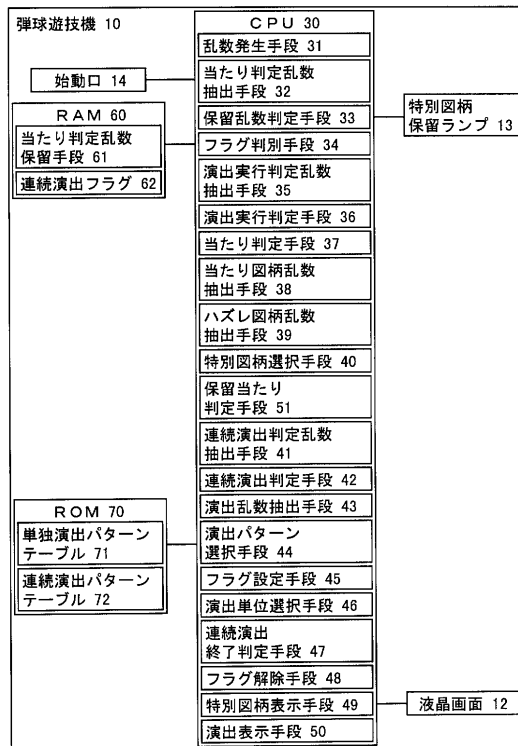 弾球遊技機 10
CPU 30
乱数発生手段 31
当たり判定乱数
抽出手段 32
保留乱数判定手段 33
フラグ判別手段 34
演出実行判定乱数
抽出手段 35
演出実行判定手段 36
当たり判定手段 37
当たり図柄乱数
抽出手段 38
ハズレ図柄乱数
抽出手段 39
特別図柄選択手段 40
保留当たり
判定手段 51
連続演出判定乱数
抽出手段 41
連続演出判定手段 42
演出乱数抽出手段 43
演出パターン
選択手段 44
フラグ設定手段 45
演出単位選択手段 46
連続演出
終了判定手段 47
フラグ解除手段 48
特別図柄表示手段 49
演出表示手段 50
始動口 14
RAM 60
当たり判定乱数
保留手段 61
連続演出フラグ 62
ROM 70
単独演出パターン
テーブル 71
連続演出パターン
テーブル 72
特別図柄
保留ランプ 13
液晶画面 12